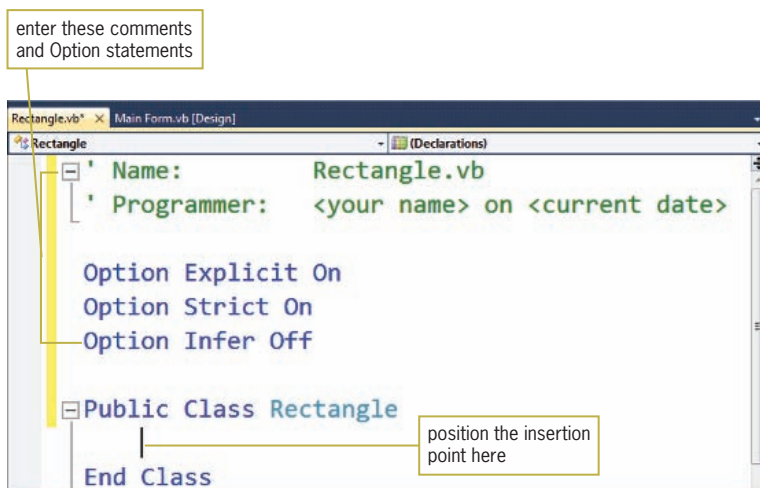 enter these comments
and Option statements
Rectangle.vb* Main Form.vb [Design]
Rectangle (Declarations)
' Name: Rectangle.vb
' Programmer: <your name> on <current date>
Option Explicit On
Option Strict On
Option Infer Off
Public Class Rectangle
position the insertion
point here
End Class